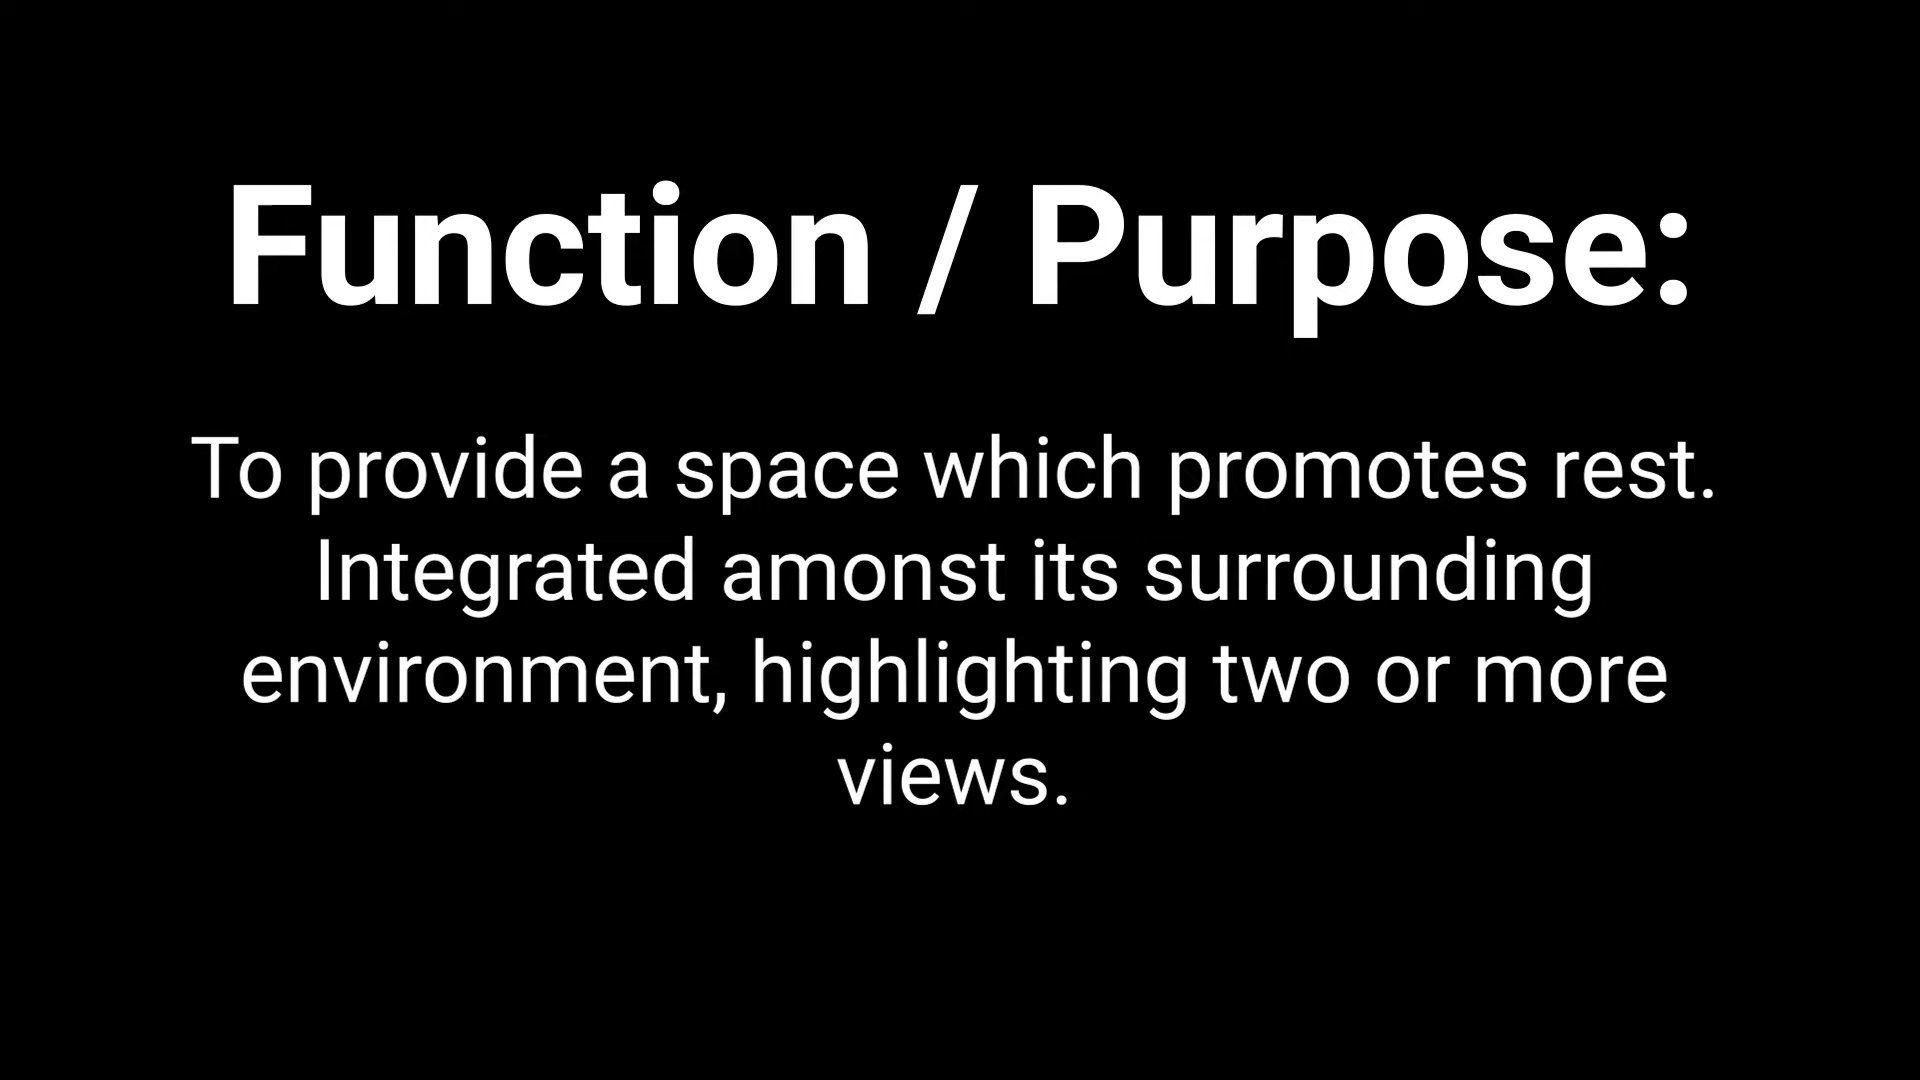 Function / Purpose:
To provide a space which promotes rest.
Integrated amonst its surrounding
environment, highlighting two or more
views.